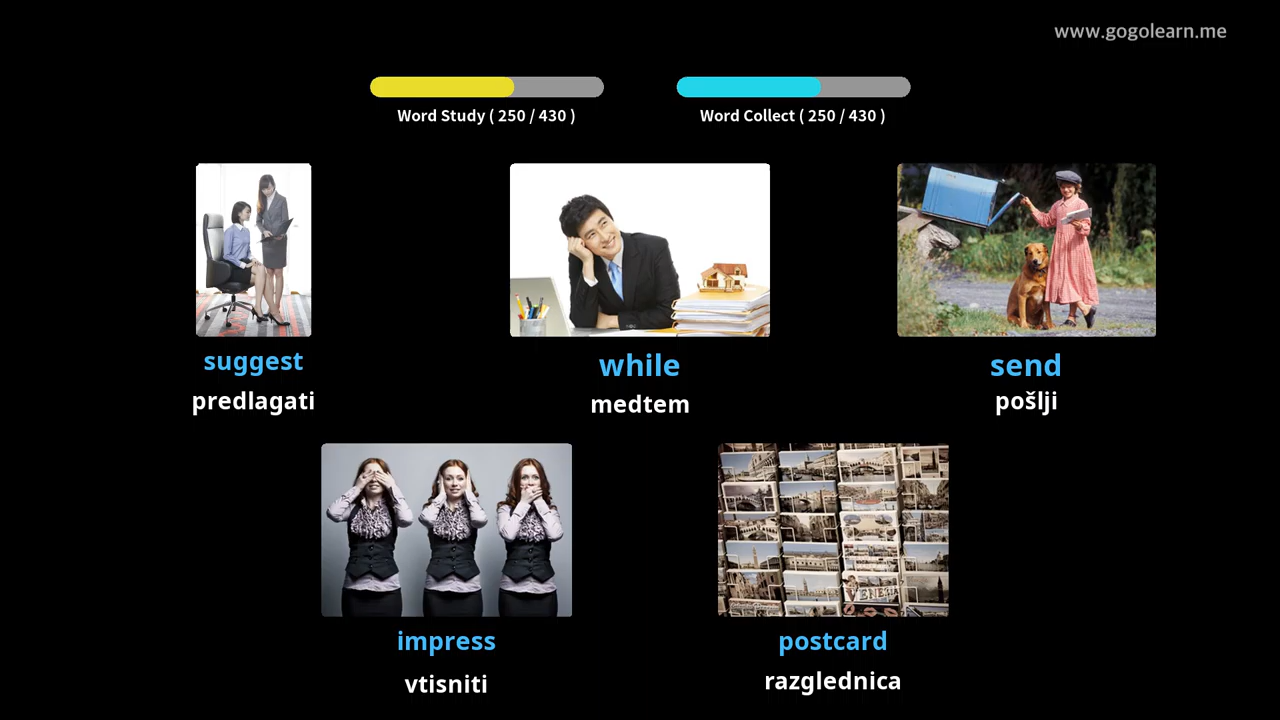 www.gogolearn.me
Word Study ( 250 / 430 )
Word Collect ( 250 / 430 )
suggest
predlagati
while
medtem
send
pošlji
impress
vtisniti
postcard
razglednica